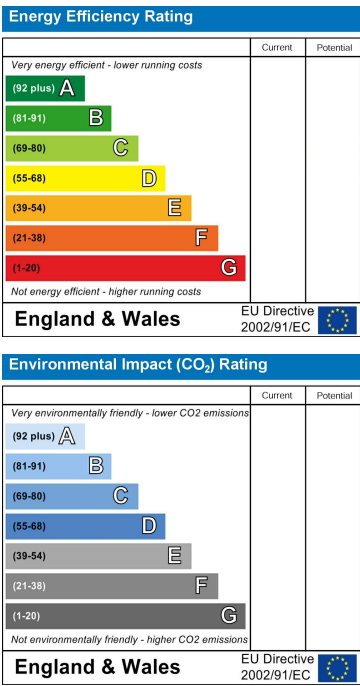 Energy Efficiency Rating
Current Potential
Very energy efficient - lower running costs
(92 plus) A
(81-91) B
(69-80) C
(55-68) D
(39-54) E
(21-38) F
(1-20) G
Not energy efficient - higher running costs
England & Wales
EU Directive
2002/91/EC
Environmental Impact (CO₂) Rating
Current Potential
Very environmentally friendly - lower CO2 emissions
(92 plus) A
(81-91) B
(69-80) C
(55-68) D
(39-54) E
(21-38) F
(1-20) G
Not environmentally friendly - higher CO2 emissions
England & Wales
EU Directive
2002/91/EC